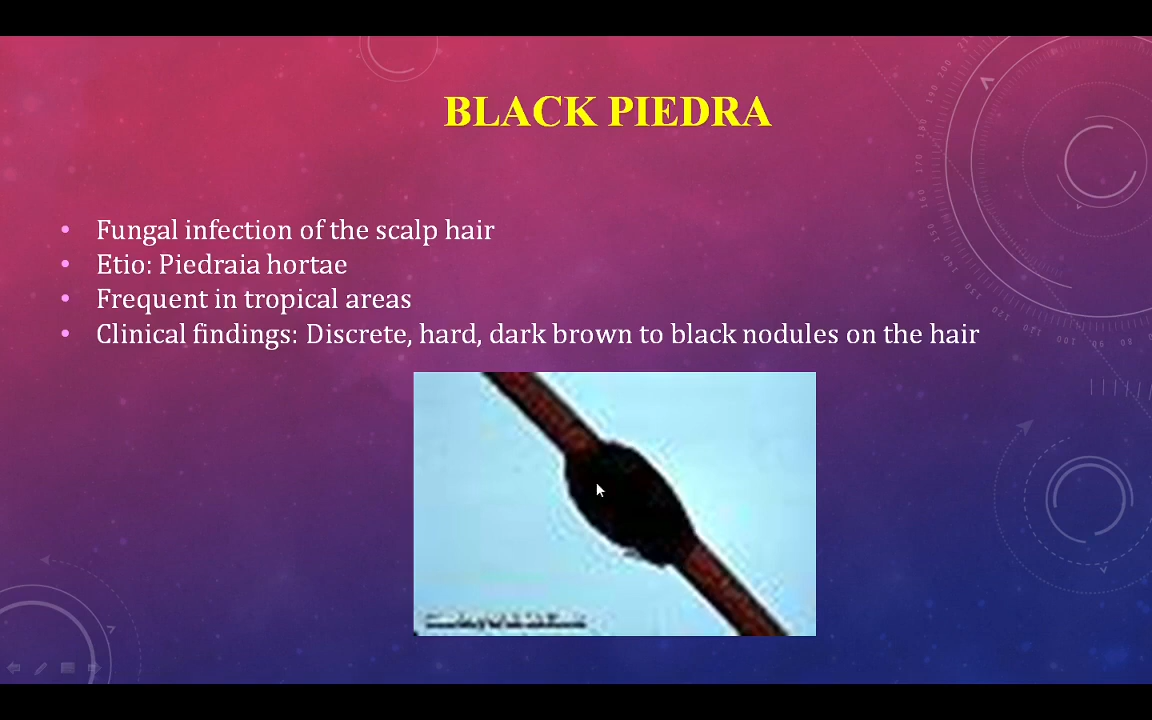 BLACK PIEDRA
• Fungal infection of the scalp hair
• Etio: Piedraia hortae
• Frequent in tropical areas
• Clinical findings: Discrete, hard, dark brown to black nodules on the hair